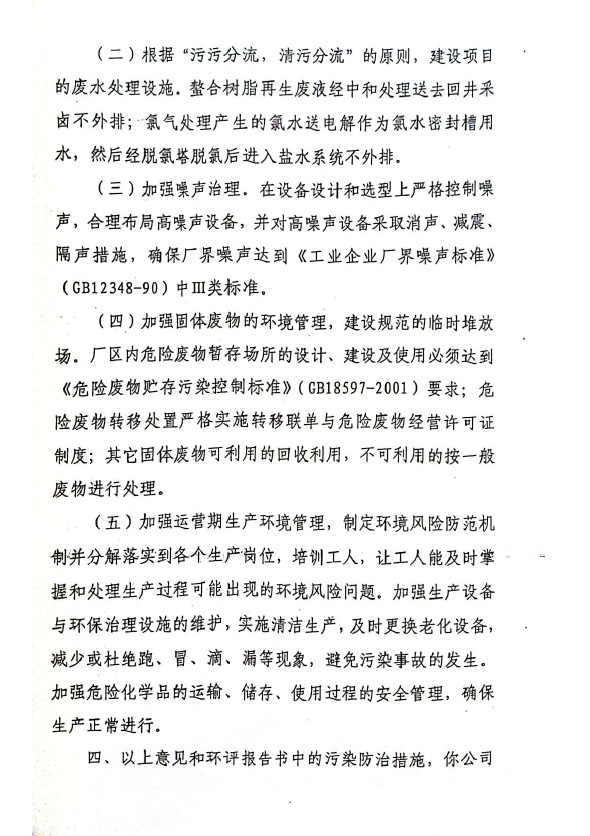 （二）根据“污污分流，清污分流”的原则，建设项目
的废水处理设施。螯合树脂再生废液经中和处理送去回井采
卤不外排；氯气处理产生的氯水送电解作为氯水密封槽用
水，然后经脱氯塔脱氯后进入盐水系统不外排。
（三）加强噪声治理。在设备设计和选型上严格控制噪
声，合理布局高噪声设备，并对高噪声设备采取消声、减震、
隔声措施，确保厂界噪声达到《工业企业厂界噪声标准》
（GB12348-90）中Ⅲ类标准。
（四）加强固体废物的环境管理，建设规范的临时堆放
场。厂区内危险废物暂存场所的设计、建设及使用必须达到
《危险废物贮存污染控制标准》（GB18597-2001）要求；危
险废物转移处置严格实施转移联单与危险废物经营许可证
制度；其它固体废物可利用的回收利用，不可利用的按一般
废物进行处理。
（五）加强运营期生产环境管理，制定环境风险防范机
制并分解落实到各个生产岗位，培训工人，让工人能及时掌
握和处理生产过程可能出现的环境风险问题。加强生产设备
与环保治理设施的维护，实施清洁生产，及时更换老化设备，
减少或杜绝跑、冒、滴、漏等现象，避免污染事故的发生。
加强危险化学品的运输、储存、使用过程的安全管理，确保
生产正常进行。
四、以上意见和环评报告书中的污染防治措施，你公司